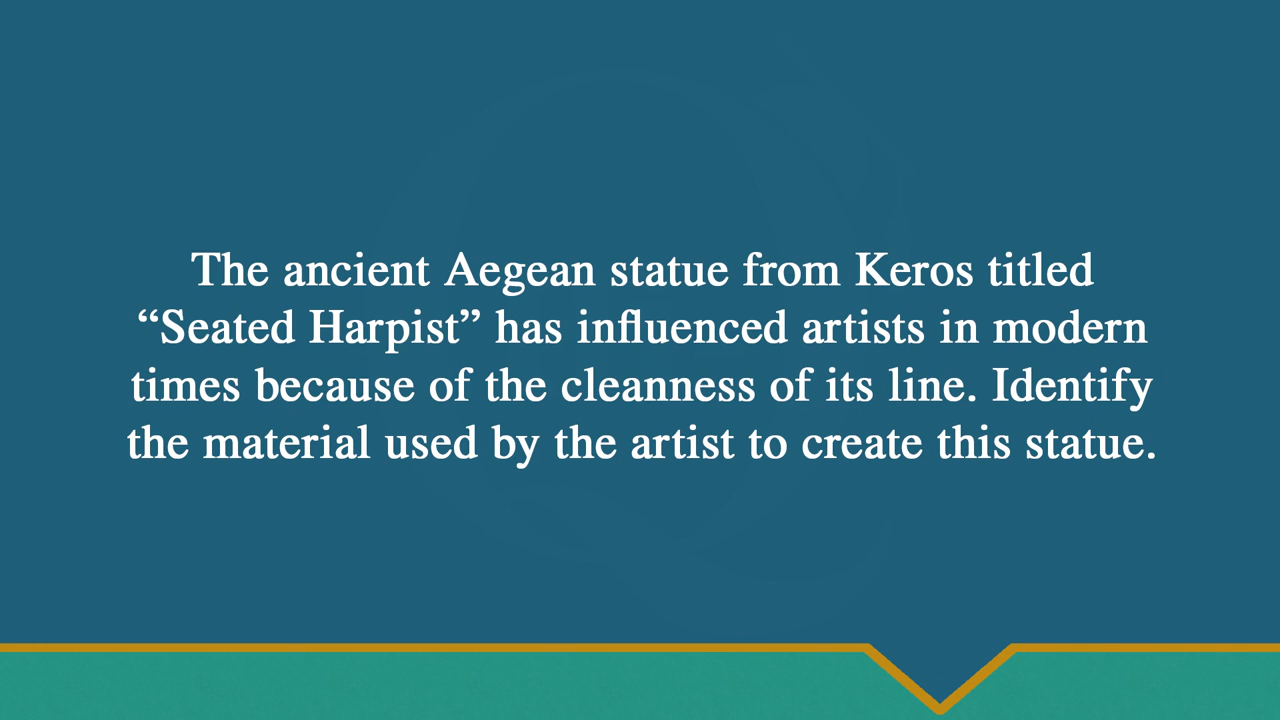 The ancient Aegean statue from Keros titled
“Seated Harpist” has influenced artists in modern
times because of the cleanness of its line. Identify
the material used by the artist to create this statue.